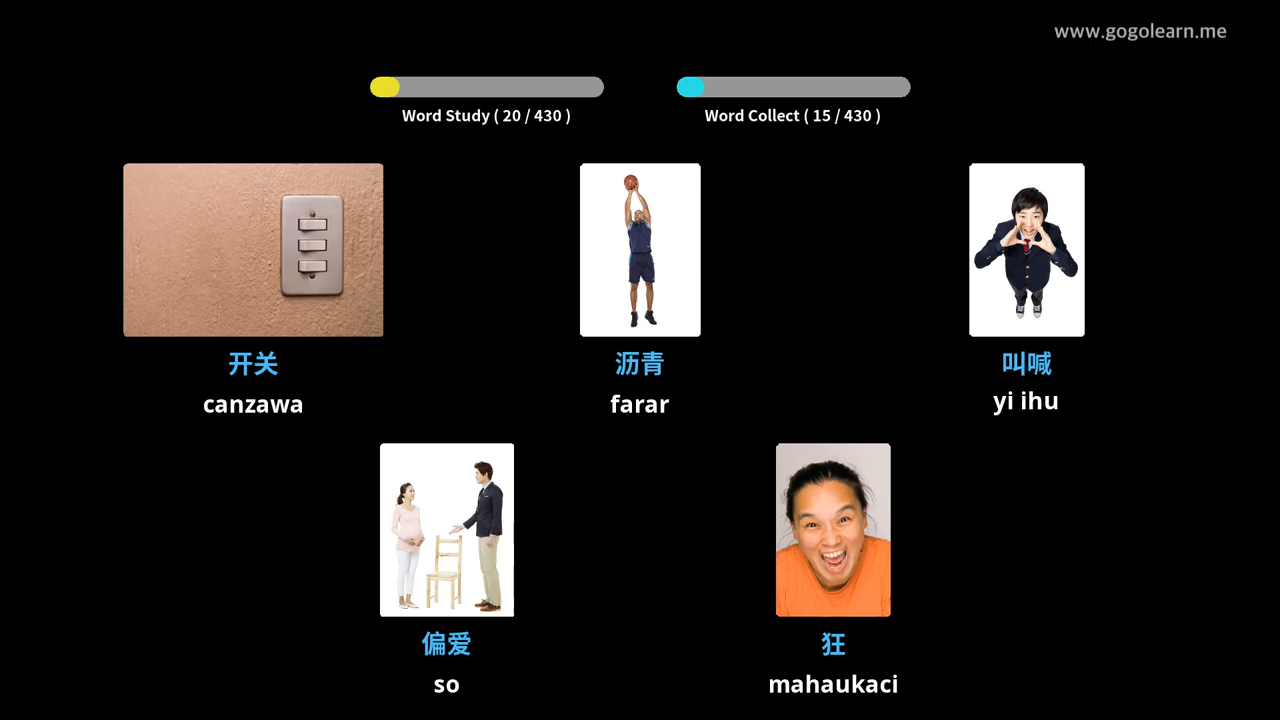 www.gogolearn.me
Word Study ( 20 / 430 )
Word Collect ( 15 / 430 )
开关
canzawa
沥青
farar
叫喊
yi ihu
偏爱
so
狂
mahaukaci